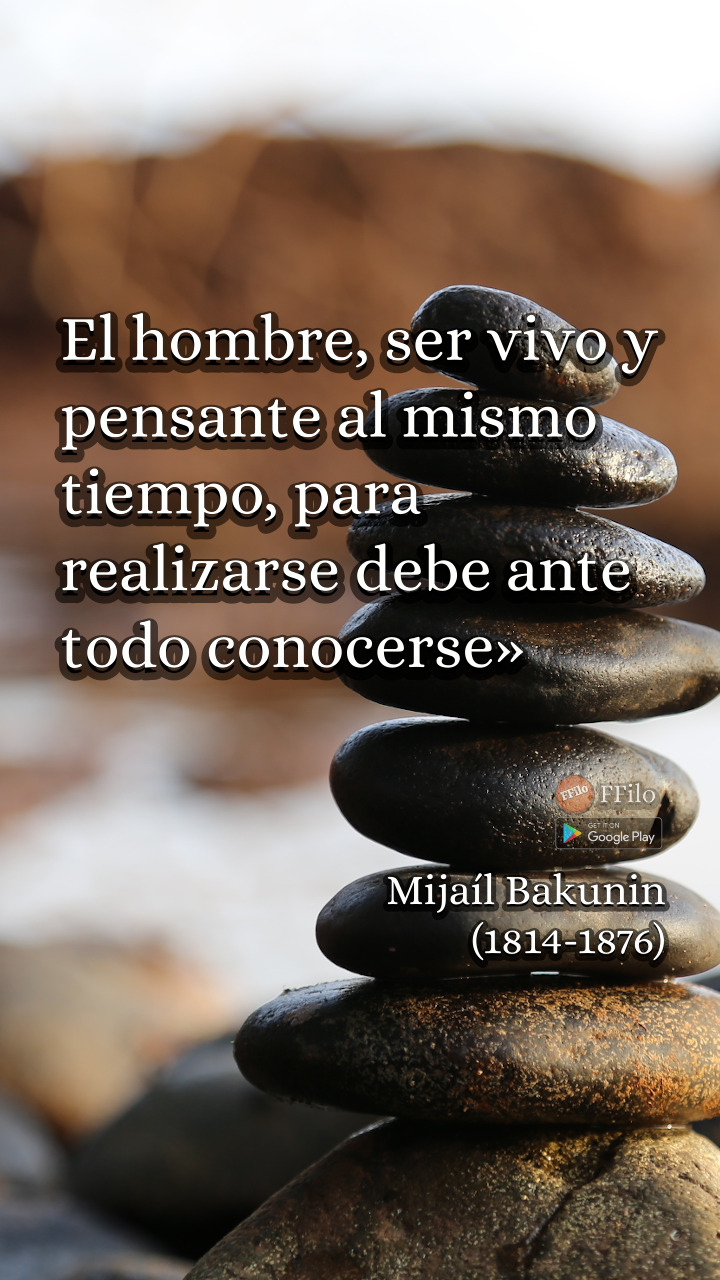 El hombre, ser vivo y
pensante al mismo
tiempo, para
realizarse debe ante
todo conocerse»
FFilo FFilo
GET IT ON
Google Play
Mijaíl Bakunin
(1814-1876)